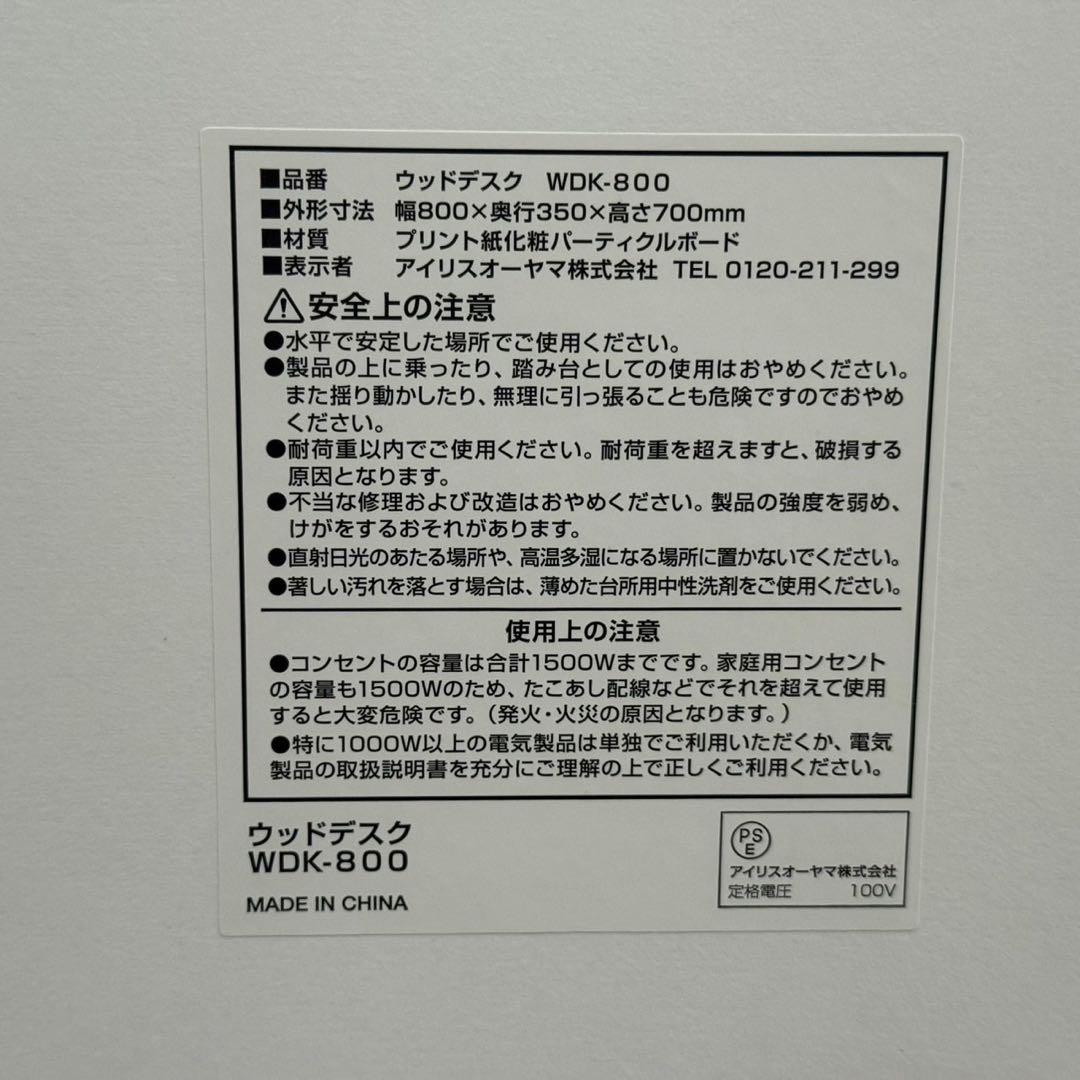 ■品番 ウッドデスク WDK-800
■外形寸法 幅800×奥行350×高さ700mm
■材質 プリント紙化粧パーティクルボード
■表示者 アイリスオーヤマ株式会社 TEL 0120-211-299
⚠安全上の注意
●水平で安定した場所でご使用ください。
●製品の上に乗ったり、踏み台としての使用はおやめください。
また揺り動かしたり、無理に引っ張ることも危険ですのでおやめ
ください。
●耐荷重以内でご使用ください。耐荷重を超えますと、破損する
原因となります。
●不当な修理および改造はおやめください。製品の強度を弱め、
けがをするおそれがあります。
●直射日光のあたる場所や、高温多湿になる場所に置かないでください。
●著しい汚れを落とす場合は、薄めた台所用中性洗剤をご使用ください。
使用上の注意
●コンセントの容量は合計1500Wまでです。家庭用コンセント
の容量も1500Wのため、たこあし配線などでそれを超えて使用
すると大変危険です。(発火・火災の原因となります。)
●特に1000W以上の電気製品は単独でご利用いただくか、電気
製品の取扱説明書を充分にご理解の上で正しくご利用ください。
ウッドデスク
WDK-800
MADE IN CHINA
PS
E
アイリスオーヤマ株式会社
定格電圧 100V